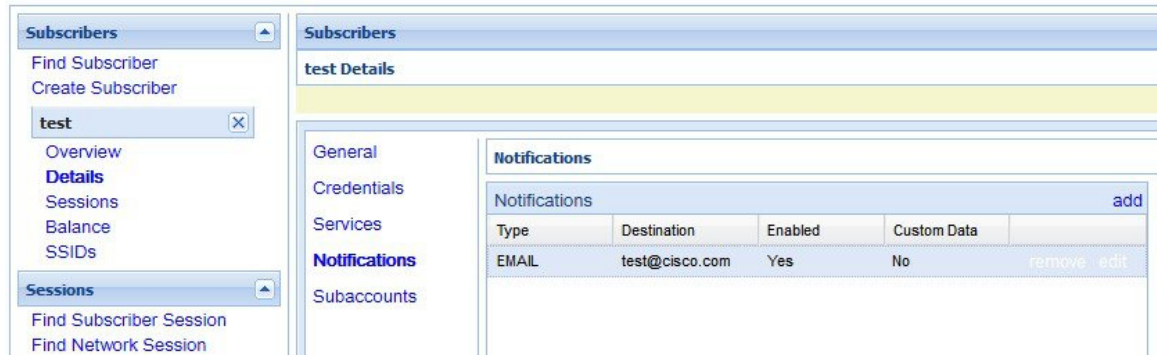 Subscribers
Find Subscriber
Create Subscriber
test
Overview
Details
Sessions
Balance
SSIDs
Sessions
Find Subscriber Session
Find Network Session
Subscribers
test Details
General
Credentials
Services
Notifications
Subaccounts
Notifications
Notifications add
Type Destination Enabled Custom Data
EMAIL test@cisco.com Yes No remove edit